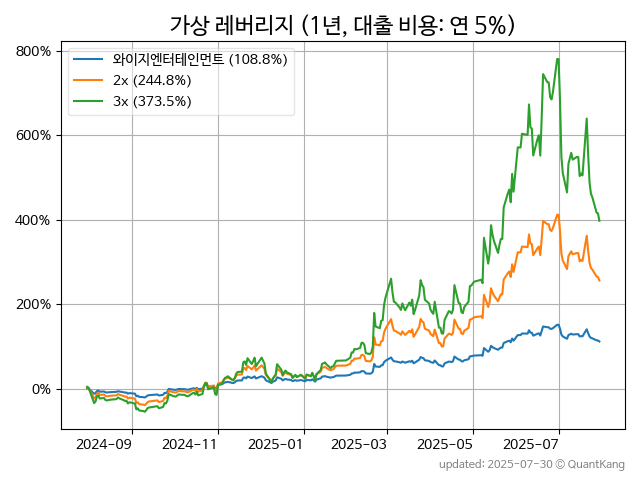 가상 레버리지 (1년, 대출 비용: 연 5%)
800%
600%
400%
200%
0%
와이지엔터테인먼트 (108.8%)
2x (244.8%)
3x (373.5%)
2024-09
2024-11
2025-01
2025-03
2025-05
2025-07
updated: 2025-07-30 © QuantKang